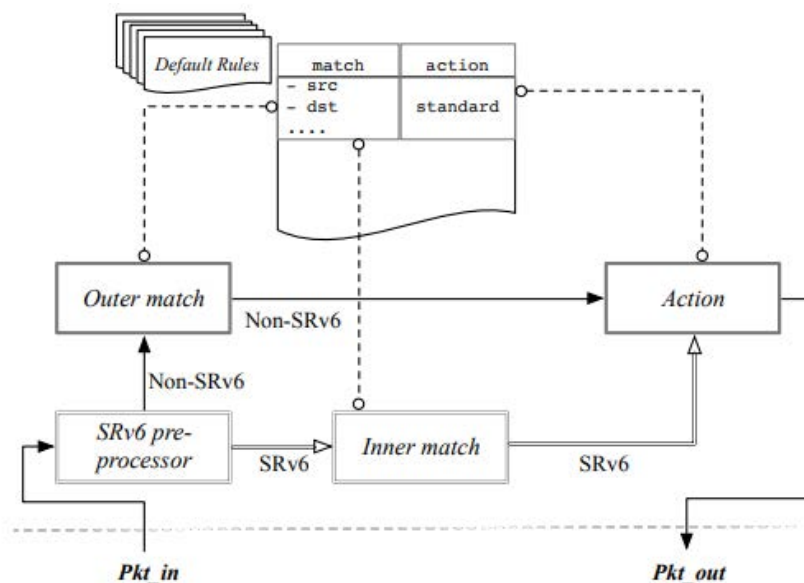 Default Rules
match action
- src
- dst standard
....
Outer match
Non-SRv6
Action
Non-SRv6
SRv6 pre-
processor
SRv6
Inner match
SRv6
Pkt_in
Pkt_out